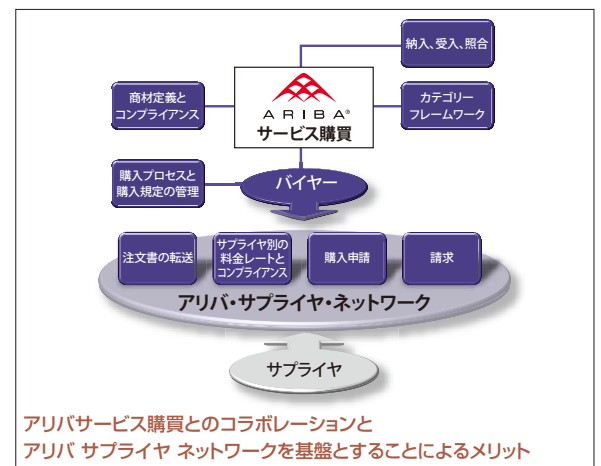 納入、受入、照合
商材定義と
コンプライアンス
ARIBA®
サービス購買
カテゴリー
フレームワーク
購入プロセスと
購入規定の管理
バイヤー
注文書の転送
サプライヤ別の
料金レートと
コンプライアンス
購入申請
請求
アリバ・サプライヤ・ネットワーク
サプライヤ
アリバサービス購買とのコラボレーションと
アリバ サプライヤ ネットワークを基盤とすることによるメリット